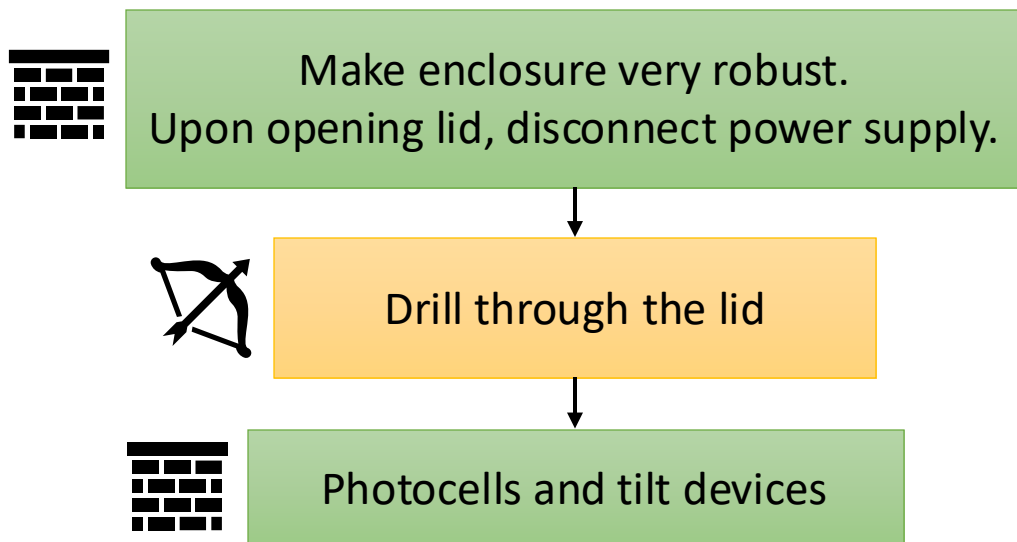 Make enclosure very robust.
Upon opening lid, disconnect power supply.
Drill through the lid
Photocells and tilt devices